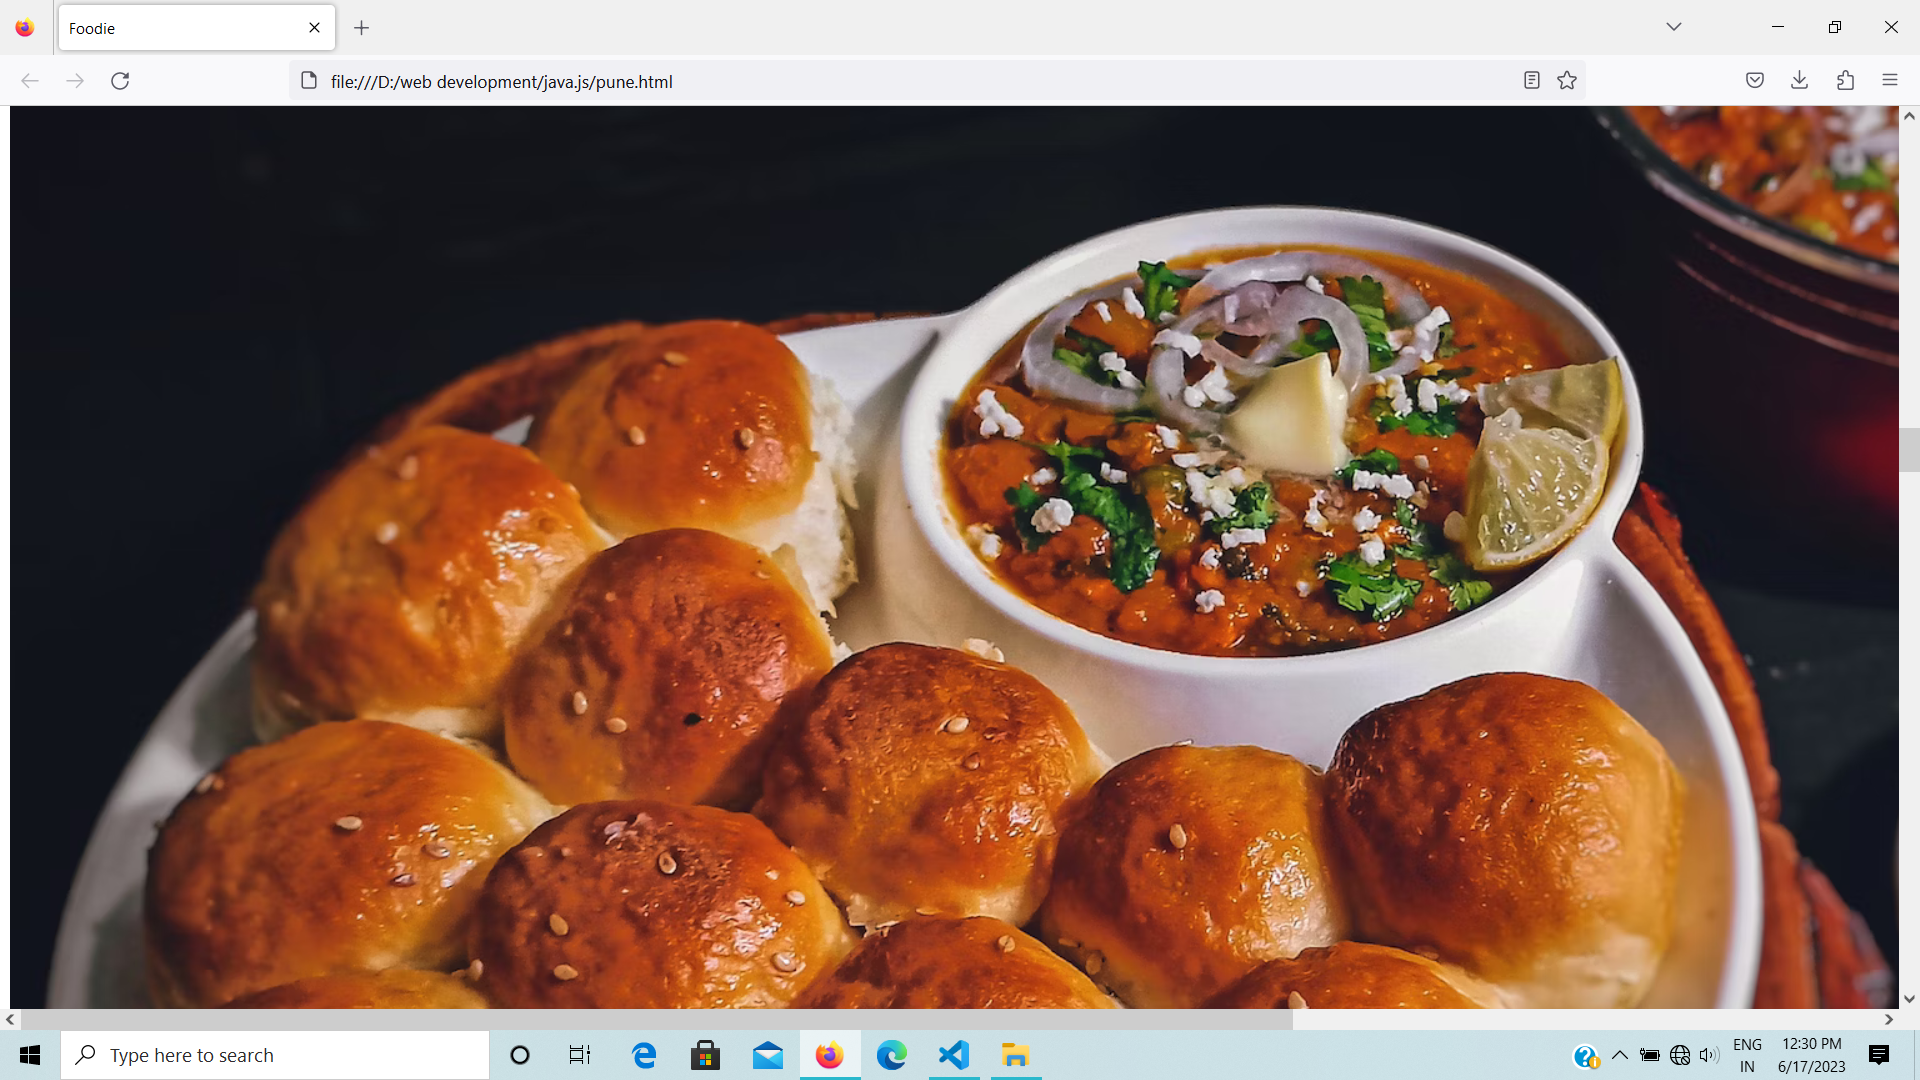 Foodie
file:///D:/web development/java.js/pune.html
Type here to search
ENG
IN
12:30 PM
6/17/2023